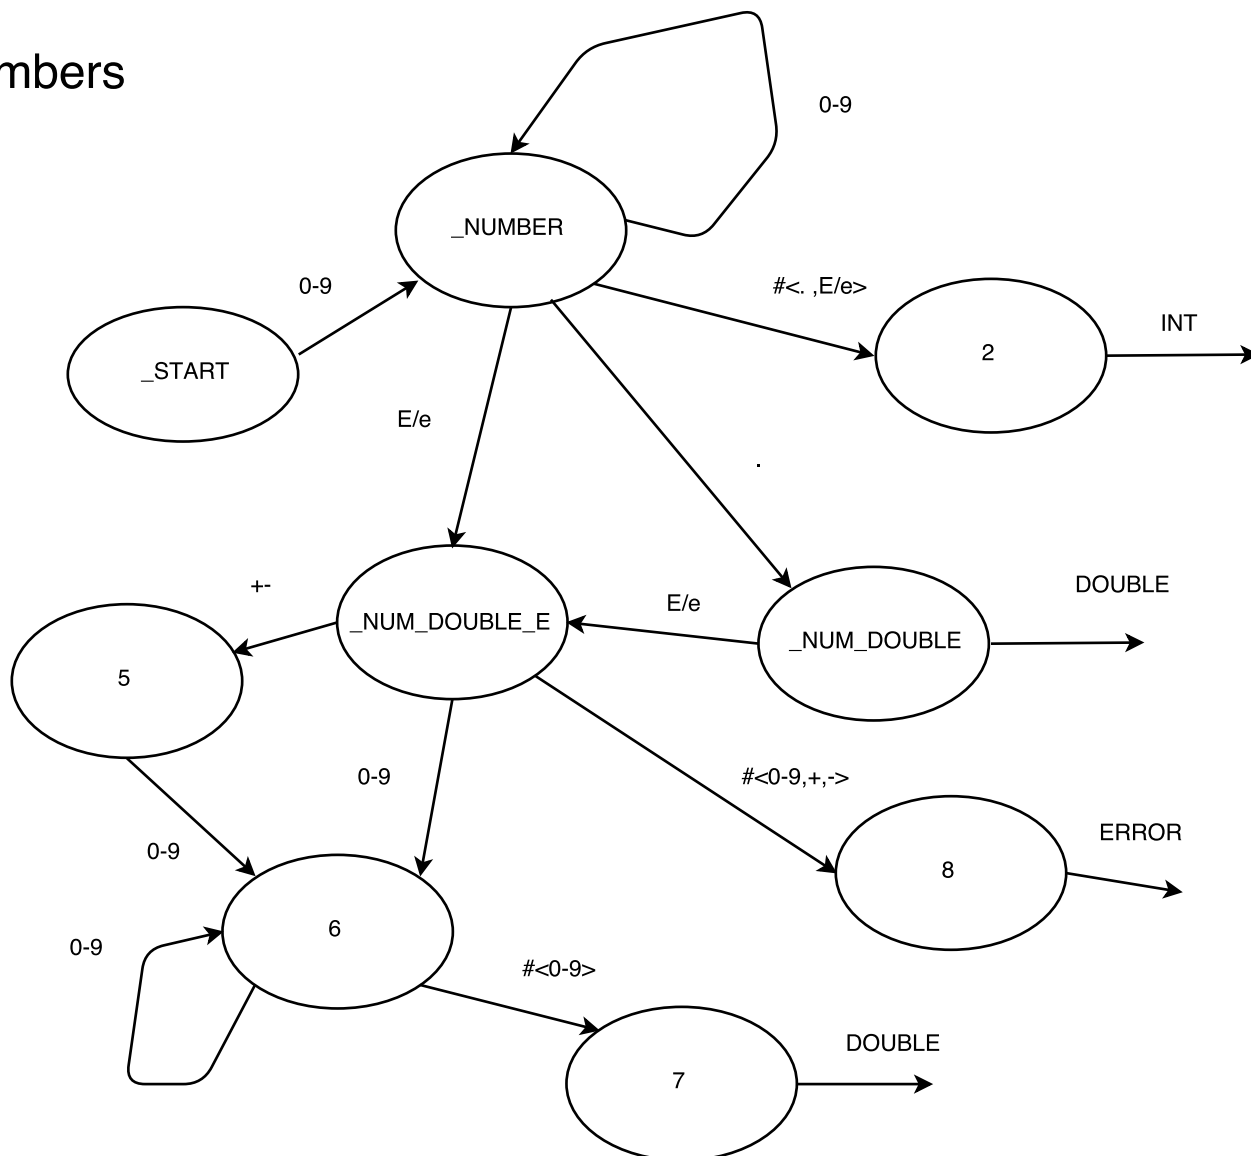 mbers
0-9
_NUMBER
0-9
#<. ,E/e>
INT
_START
2
E/e
.
+-
E/e
DOUBLE
_NUM_DOUBLE_E
_NUM_DOUBLE
5
0-9
#<0-9,+,->
0-9
8
ERROR
6
0-9
#<0-9>
7
DOUBLE